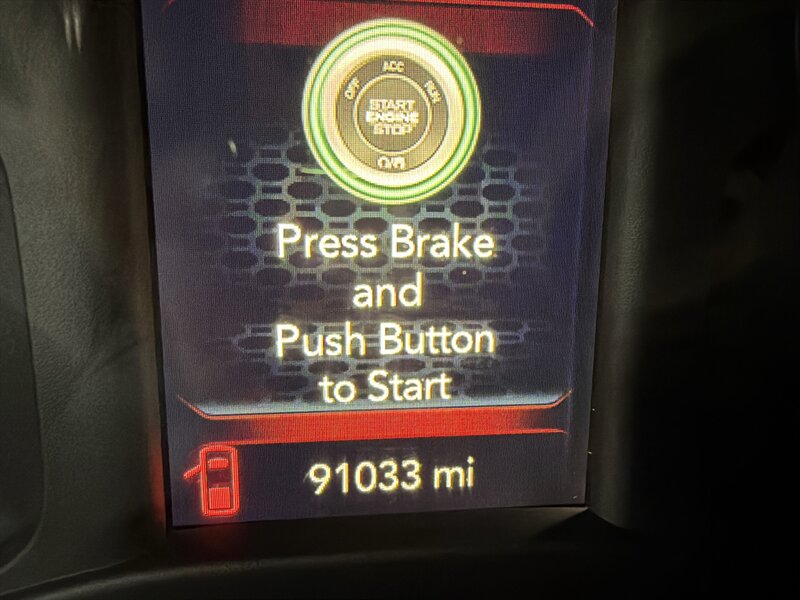 ACC
OFF RUN
START
ENGINE
STOP
Press Brake
and
Push Button
to Start
91033 mi